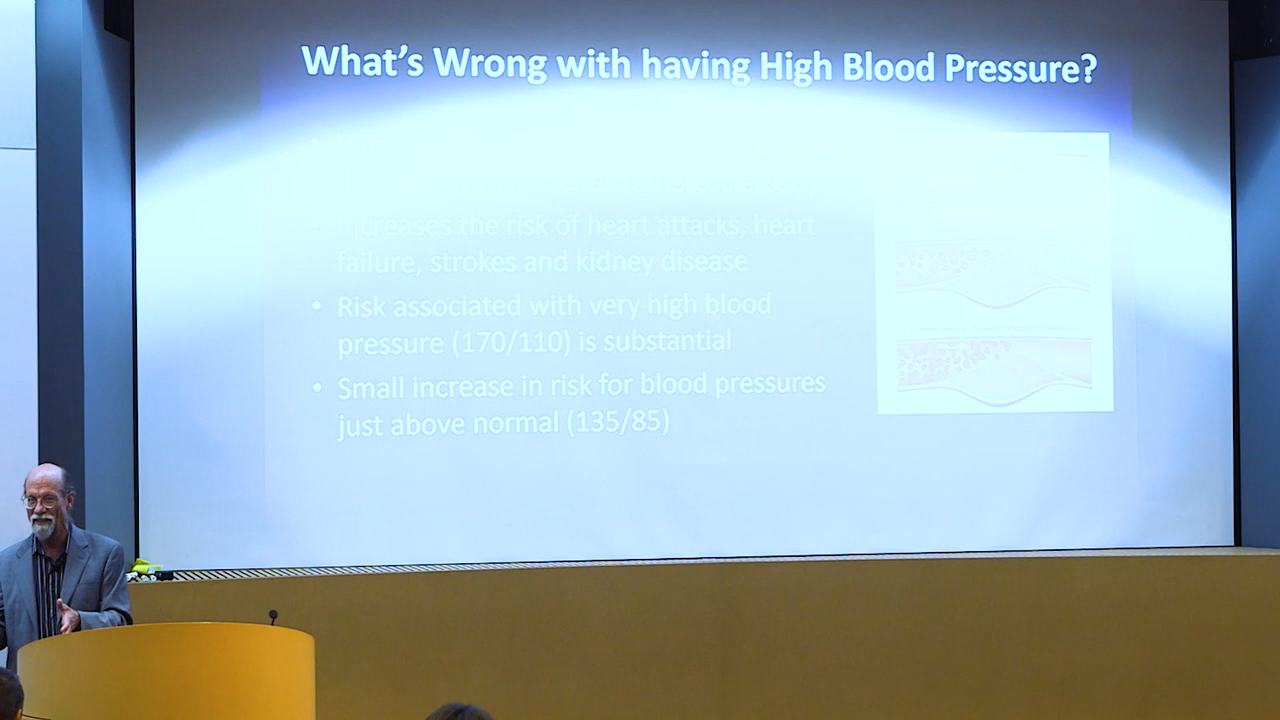 What's Wrong with having High Blood Pressure?
• arteries (atherosclerosis)
• Increases the risk of heart attacks, heart
failure, strokes and kidney disease
• Risk associated with very high blood
pressure (170/110) is substantial
• Small increase in risk for blood pressures
just above normal (135/85)